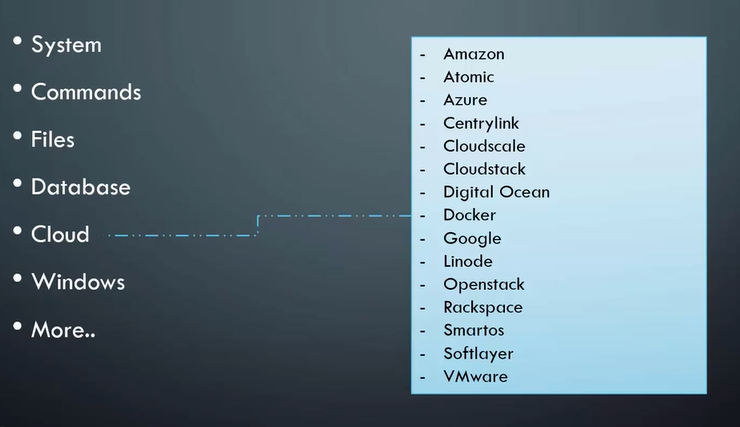 • System
• Commands
• Files
• Database
• Cloud
• Windows
• More..
- Amazon
- Atomic
- Azure
- Centrylink
- Cloudscale
- Cloudstack
- Digital Ocean
- Docker
- Google
- Linode
- Openstack
- Rackspace
- Smartos
- Softlayer
- VMware